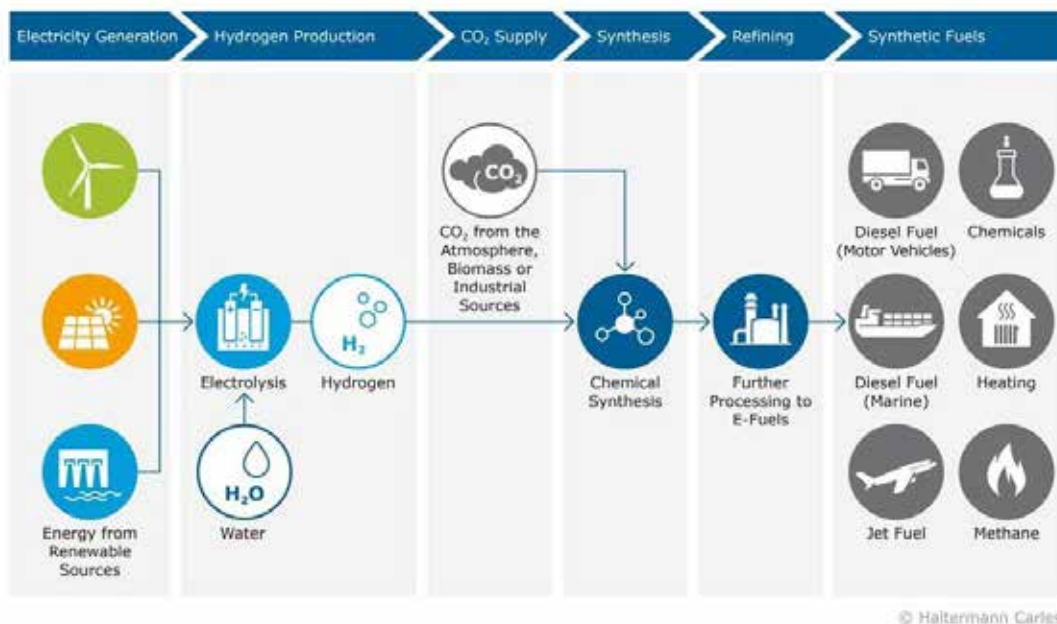 Electricity Generation
Hydrogen Production
CO₂ Supply
Synthesis
Refining
Synthetic Fuels
CO₂
CO₂ from the
Atmosphere,
Biomass or
Industrial
Sources
Diesel Fuel
(Motor Vehicles)
Chemicals
H₂
Electrolysis
Hydrogen
Chemical
Synthesis
Further
Processing to
E-Fuels
Diesel Fuel
(Marine)
Heating
H₂O
Energy from
Renewable
Sources
Water
Jet Fuel
Methane
© Haltermann Carless